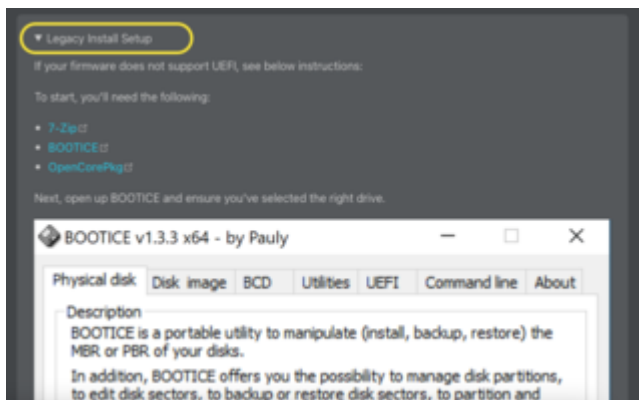 ▼ Legacy Install Setup
If your firmware does not support UEFI, see below instructions:
To start, you'll need the following:
• 7-Zip
• BOOTICE
• OpenCorePkg
Next, open up BOOTICE and ensure you've selected the right drive.
BOOTICE v1.3.3 x64 - by Pauly
Physical disk Disk image BCD Utilities UEFI Command line About
Description
BOOTICE is a portable utility to manipulate (install, backup, restore) the
MBR or PBR of your disks.
In addition, BOOTICE offers you the possibility to manage disk partitions,
to edit disk sectors, to backup or restore disk sectors, to partition and